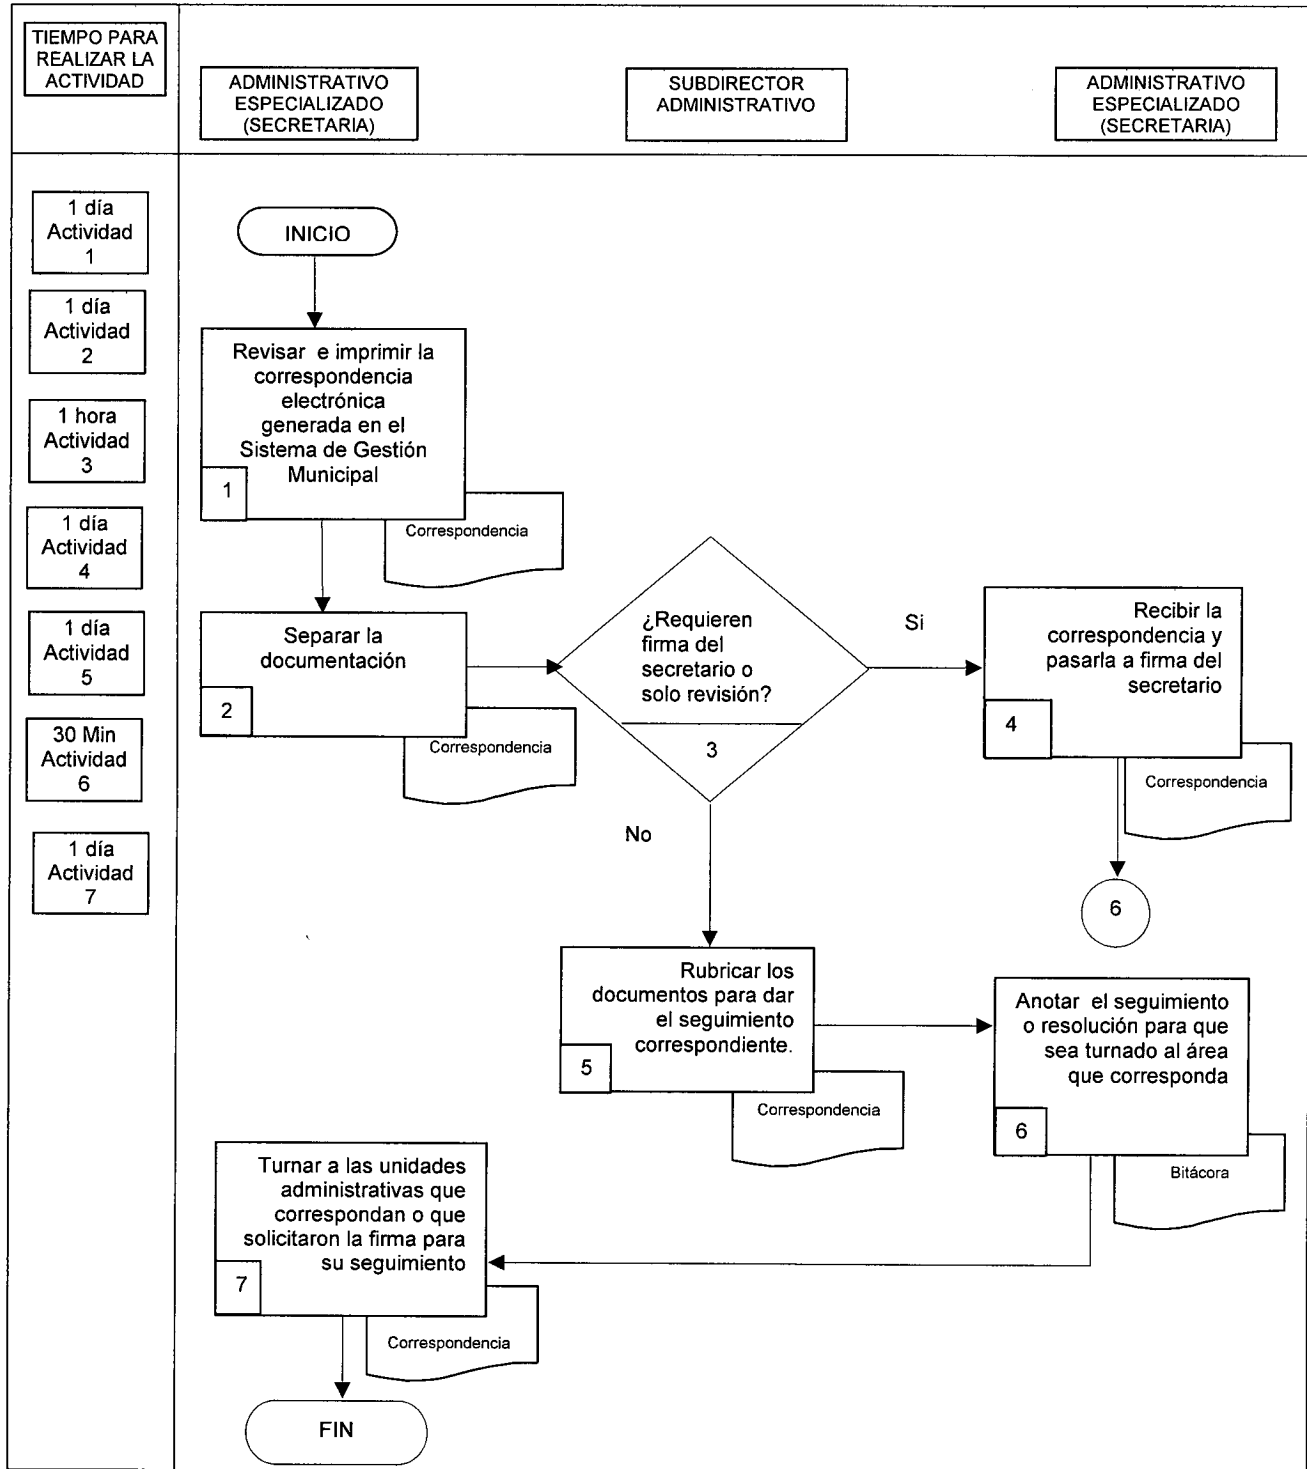 TIEMPO PARA
REALIZAR LA
ACTIVIDAD
ADMINISTRATIVO
ESPECIALIZADO
(SECRETARIA)
SUBDIRECTOR
ADMINISTRATIVO
ADMINISTRATIVO
ESPECIALIZADO
(SECRETARIA)
1 día
Actividad
1
1 día
Actividad
2
1 hora
Actividad
3
1 día
Actividad
4
1 día
Actividad
5
30 Min
Actividad
6
1 día
Actividad
7
INICIO
Revisar e imprimir la
correspondencia
electrónica
generada en el
Sistema de Gestión
Municipal
1
Correspondencia
Separar la
documentación
2
Correspondencia
¿Requieren
firma del
secretario o
solo revisión?
3
Si
Recibir la
correspondencia y
pasarla a firma del
secretario
4
Correspondencia
6
No
Rubricar los
documentos para dar
el seguimiento
correspondiente.
5
Correspondencia
Anotar el seguimiento
o resolución para que
sea turnado al área
que corresponda
6
Bitácora
Turnar a las unidades
administrativas que
correspondan o que
solicitaron la firma para
su seguimiento
7
Correspondencia
FIN